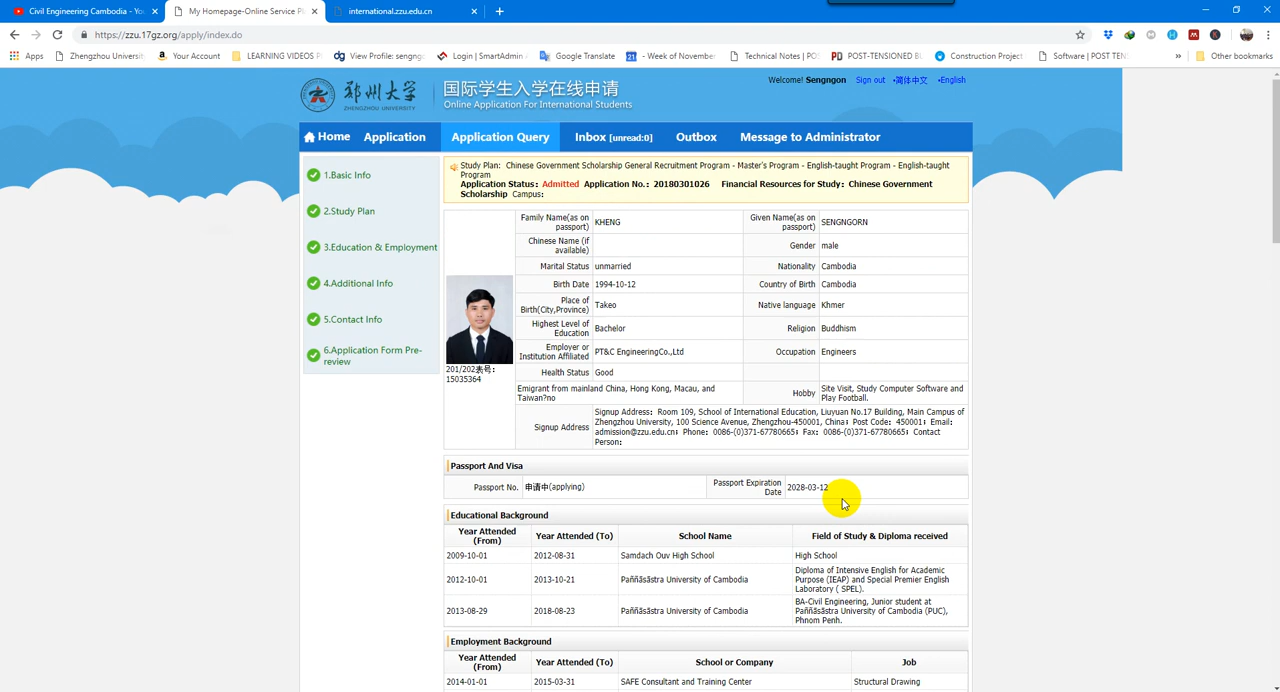 Civil Engineering Cambodia - You
My Homepage-Online Service Pl
international.zzu.edu.cn
https://zzu.17gz.org/apply/index.do
Apps
Zhengzhou University
Your Account
LEARNING VIDEOS
View Profile: sengngo
Login | SmartAdmin
Google Translate
- Week of November
Technical Notes | PO
POST-TENSIONED B
Construction Project
Software | POST TEN
Other bookmarks
郑州大学
ZHENGZHOU UNIVERSITY
国际学生入学在线申请
Online Application For International Students
Welcome! Sengngon Sign out •简体中文 •English
Home
Application
Application Query
Inbox [unread:0]
Outbox
Message to Administrator
1.Basic Info
2.Study Plan
3.Education & Employment
4.Additional Info
5.Contact Info
6.Application Form Pre-
review
Study Plan: Chinese Government Scholarship General Recruitment Program - Master's Program - English-taught Program - English-taught
Program
Application Status: Admitted Application No.: 20180301026 Financial Resources for Study: Chinese Government
Scholarship Campus:
201/202表号:
15035364
Family Name(as on
passport)
KHENG
Given Name(as on
passport)
SENGNGORN
Chinese Name (if
available)
Gender
male
Marital Status
unmarried
Nationality
Cambodia
Birth Date
1994-10-12
Country of Birth
Cambodia
Place of
Birth(City,Province)
Takeo
Native language
Khmer
Highest Level of
Education
Bachelor
Religion
Buddhism
Employer or
Institution Affiliated
PT&C EngineeringCo.,Ltd
Occupation
Engineers
Health Status
Good
Emigrant from mainland China, Hong Kong, Macau, and
Taiwan?no
Hobby
Site Visit, Study Computer Software and
Play Football.
Signup Address
Signup Address: Room 109, School of International Education, Liuyuan No.17 Building, Main Campus of
Zhengzhou University, 100 Science Avenue, Zhengzhou-450001, China; Post Code: 450001; Email:
admission@zzu.edu.cn; Phone: 0086-(0)371-67780665; Fax: 0086-(0)371-67780665; Contact
Person:
Passport And Visa
Passport No.
申请中(applying)
Passport Expiration
Date
2028-03-12
Educational Background
Year Attended
(From)
Year Attended (To)
School Name
Field of Study & Diploma received
2009-10-01
2012-08-31
Samdach Ouv High School
High School
2012-10-01
2013-10-21
Paññāsāstra University of Cambodia
Diploma of Intensive English for Academic
Purpose (IEAP) and Special Premier English
Laboratory ( SPEL).
2013-08-29
2018-08-23
Paññāsāstra University of Cambodia
BA-Civil Engineering, Junior student at
Paññāsāstra University of Cambodia (PUC),
Phnom Penh.
Employment Background
Year Attended
(From)
Year Attended (To)
School or Company
Job
2014-01-01
2015-03-31
SAFE Consultant and Training Center
Structural Drawing